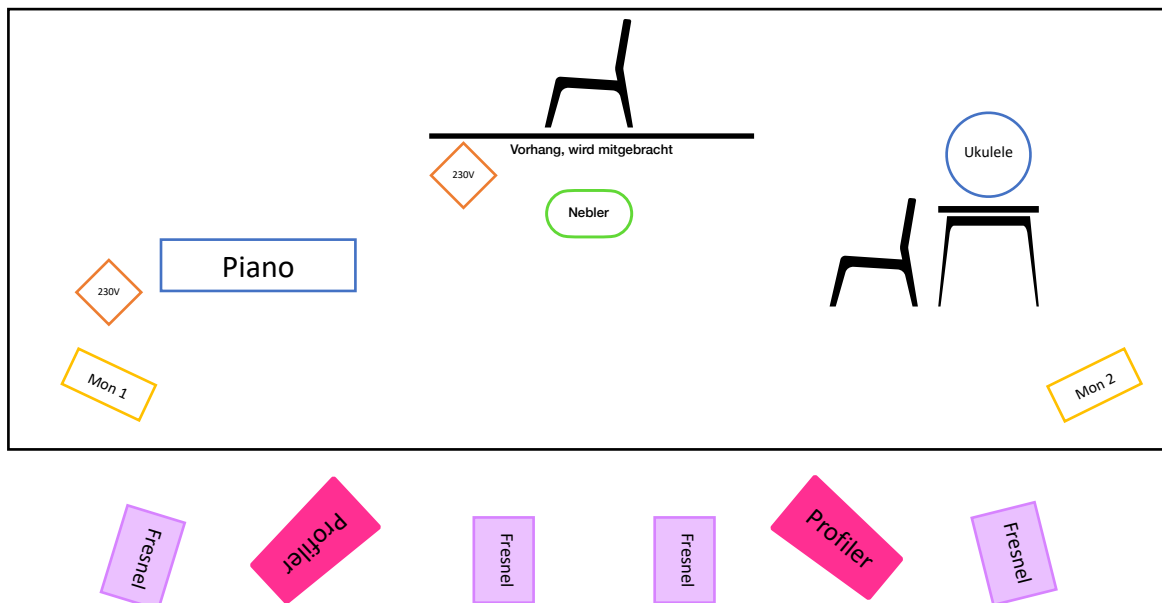 Vorhang, wird mitgebracht
Ukulele
230V
Nebler
Piano
230V
Mon 1
Mon 2
Fresnel
Profiler
Fresnel
Fresnel
Profiler
Fresnel